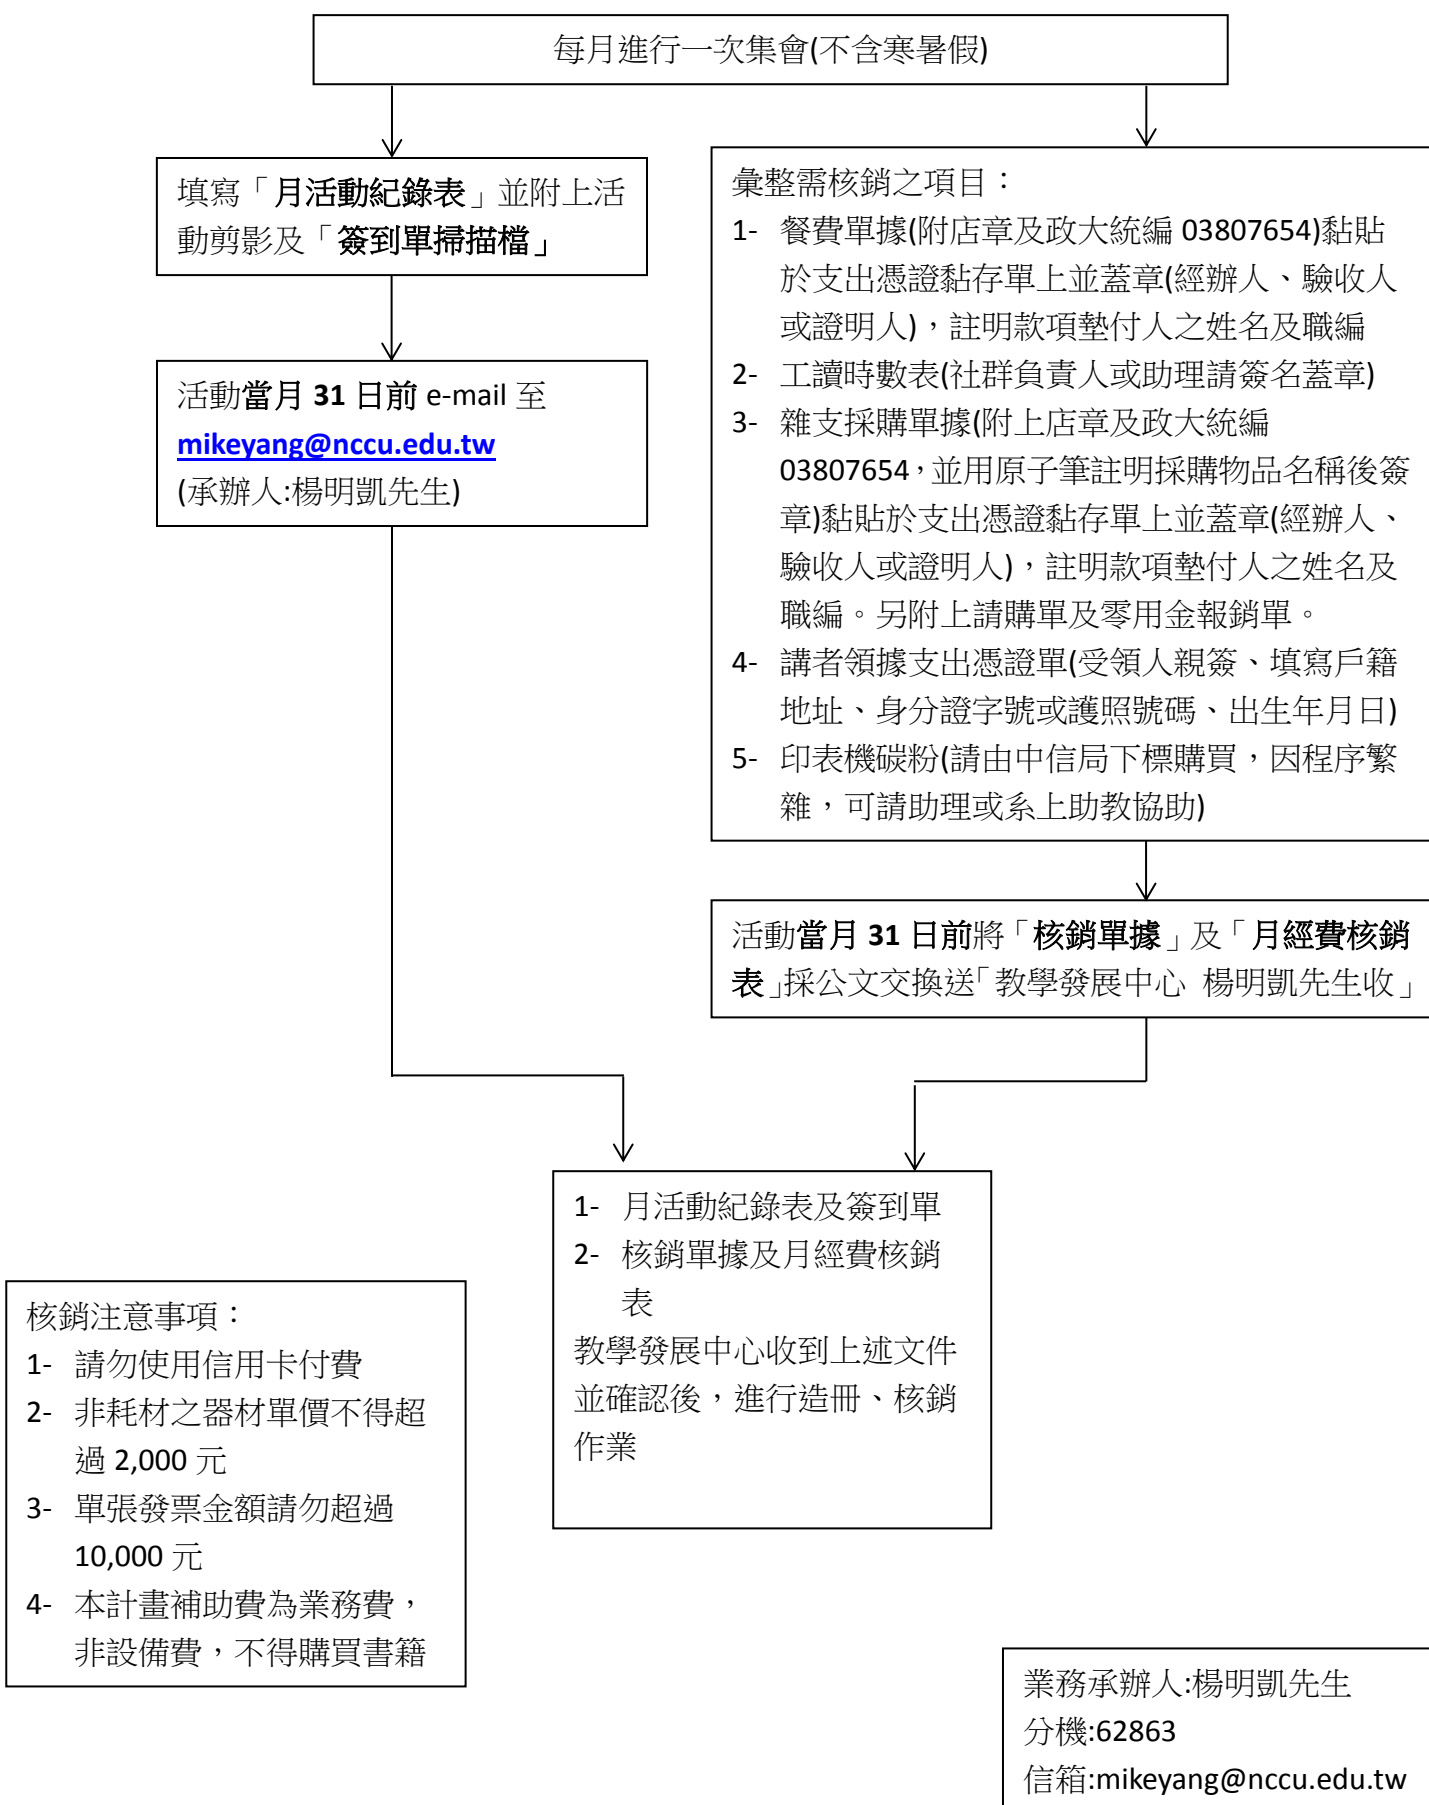 每月進行一次集會(不含寒暑假)
填寫「月活動紀錄表」並附上活
動剪影及「簽到單掃描檔」
活動當月 31 日前 e-mail 至
mikeyang@nccu.edu.tw
(承辦人:楊明凱先生)
彙整需核銷之項目：
1- 餐費單據(附店章及政大統編 03807654)黏貼
於支出憑證黏存單上並蓋章(經辦人、驗收人
或證明人)，註明款項墊付人之姓名及職編
2- 工讀時數表(社群負責人或助理請簽名蓋章)
3- 雜支採購單據(附上店章及政大統編
03807654，並用原子筆註明採購物品名稱後簽
章)黏貼於支出憑證黏存單上並蓋章(經辦人、
驗收人或證明人)，註明款項墊付人之姓名及
職編。另附上請購單及零用金報銷單。
4- 講者領據支出憑證單(受領人親簽、填寫戶籍
地址、身分證字號或護照號碼、出生年月日)
5- 印表機碳粉(請由中信局下標購買，因程序繁
雜，可請助理或系上助教協助)
活動當月 31 日前將「核銷單據」及「月經費核銷
表」採公文交換送「教學發展中心 楊明凱先生收」
1- 月活動紀錄表及簽到單
2- 核銷單據及月經費核銷
表
教學發展中心收到上述文件
並確認後，進行造冊、核銷
作業
核銷注意事項：
1- 請勿使用信用卡付費
2- 非耗材之器材單價不得超
過 2,000 元
3- 單張發票金額請勿超過
10,000 元
4- 本計畫補助費為業務費，
非設備費，不得購買書籍
業務承辦人:楊明凱先生
分機:62863
信箱:mikeyang@nccu.edu.tw